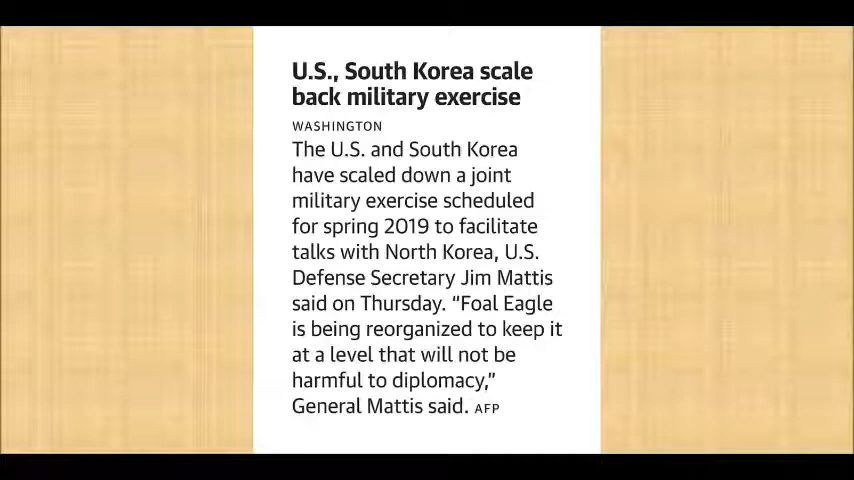 U.S., South Korea scale
back military exercise
WASHINGTON
The U.S. and South Korea
have scaled down a joint
military exercise scheduled
for spring 2019 to facilitate
talks with North Korea, U.S.
Defense Secretary Jim Mattis
said on Thursday. “Foal Eagle
is being reorganized to keep it
at a level that will not be
harmful to diplomacy,”
General Mattis said. AFP